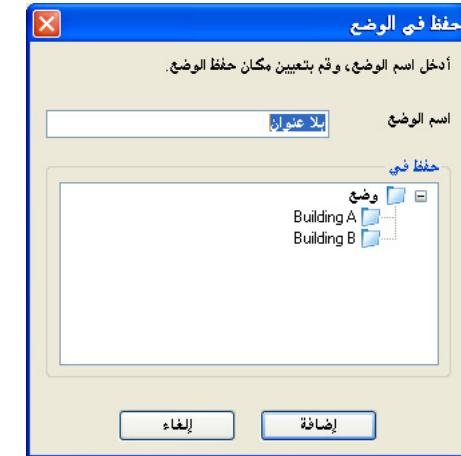 حفظ في الوضع
أدخل اسم الوضع، وقم بتعيين مكان حفظ الوضع.
اسم الوضع
بلا عنوان
حفظ في
وضع
Building A
Building B
إضافة
إلغاء